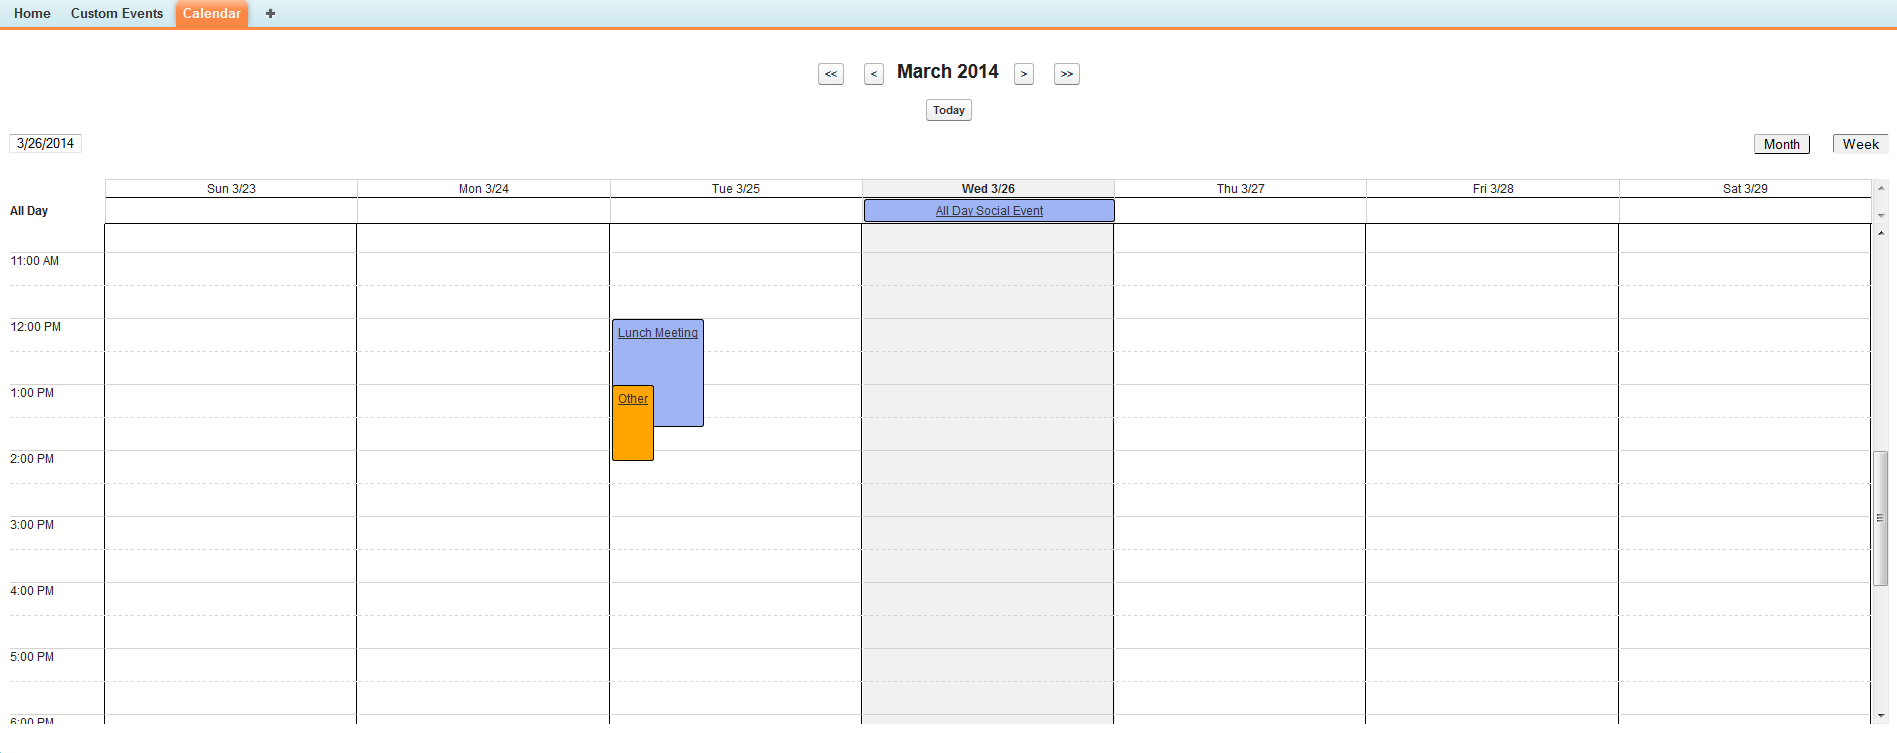 Home Custom Events Calendar +
<< < March 2014 > >>
Today
3/26/2014 Month Week
Sun 3/23 Mon 3/24 Tue 3/25 Wed 3/26 Thu 3/27 Fri 3/28 Sat 3/29
All Day All Day Social Event
11:00 AM
12:00 PM
Lunch Meeting
1:00 PM
Other
2:00 PM
3:00 PM
4:00 PM
5:00 PM
6:00 PM